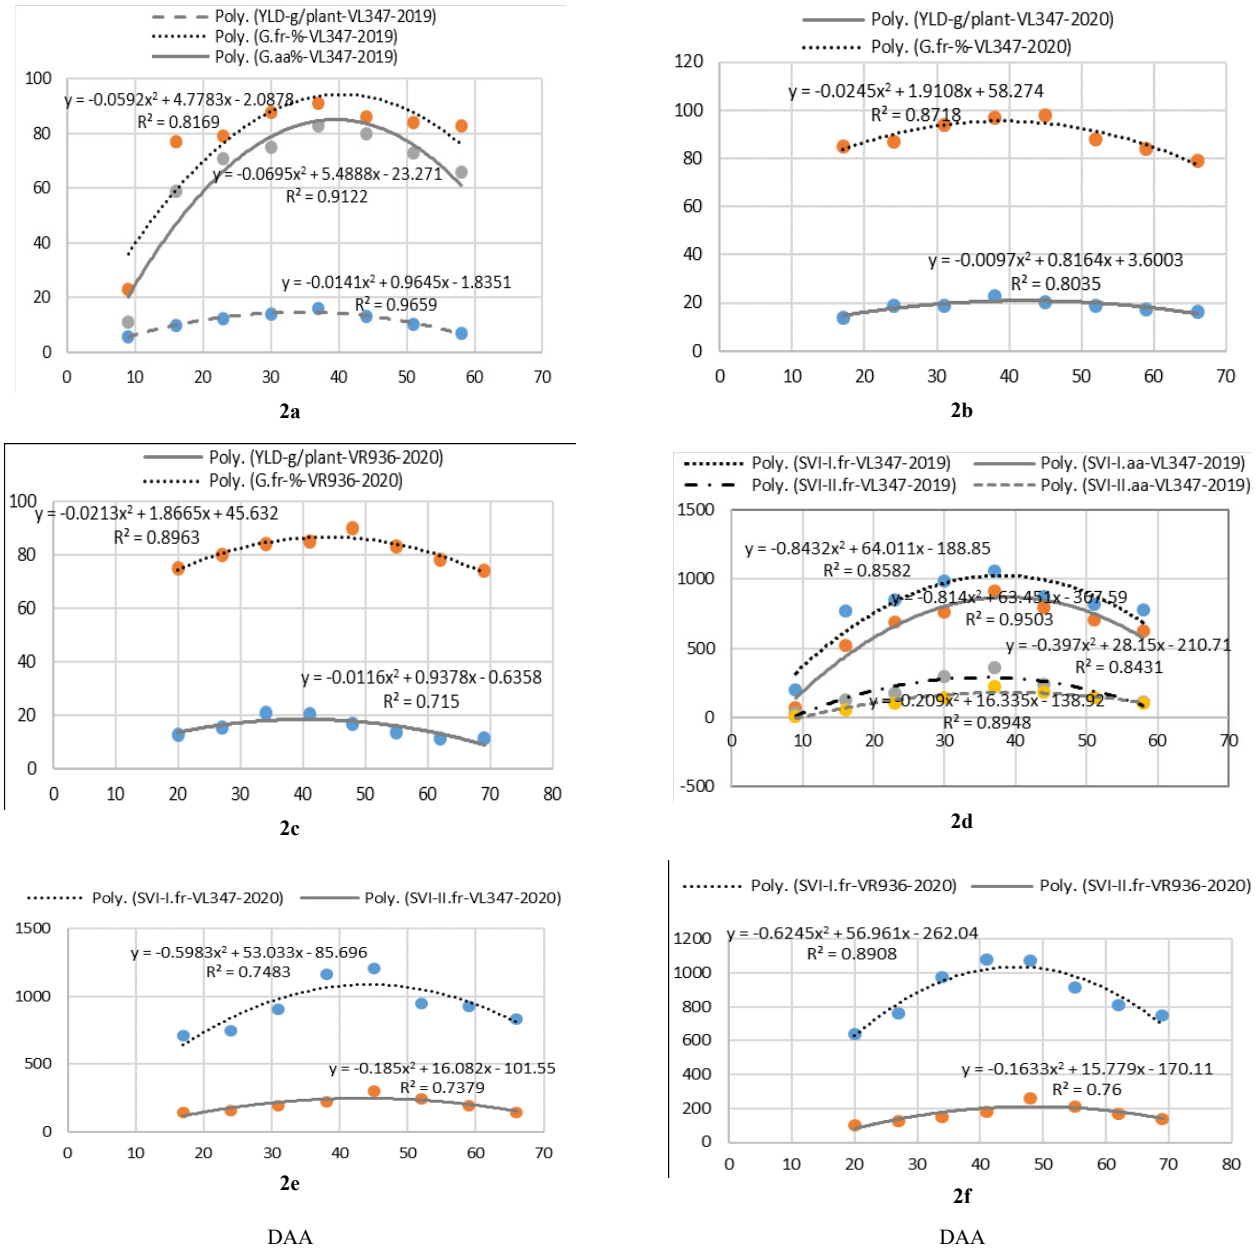 Poly. (YLD-g/plant-VL347-2019)
Poly. (G.fr-%-VL347-2019)
Poly. (G.aa%-VL347-2019)
100
80
60
40
20
0
y = -0.0592x² + 4.7783x - 2.0878
R² = 0.8169
y = -0.0695x² + 5.4888x - 23.271
R² = 0.9122
y = -0.0141x² + 0.9645x - 1.8351
R² = 0.9659
0 10 20 30 40 50 60 70
2a
Poly. (YLD-g/plant-VL347-2020)
Poly. (G.fr-%-VL347-2020)
120
100
80
60
40
20
0
y = -0.0245x² + 1.9108x + 58.274
R² = 0.8718
y = -0.0097x² + 0.8164x + 3.6003
R² = 0.8035
0 10 20 30 40 50 60 70
2b
Poly. (YLD-g/plant-VR936-2020)
Poly. (G.fr-%-VR936-2020)
100
80
60
40
20
0
y = -0.0213x² + 1.8665x + 45.632
R² = 0.8963
y = -0.0116x² + 0.9378x - 0.6358
R² = 0.715
0 10 20 30 40 50 60 70 80
2c
Poly. (SVI-I.fr-VL347-2019) Poly. (SVI-I.aa-VL347-2019)
Poly. (SVI-II.fr-VL347-2019) Poly. (SVI-II.aa-VL347-2019)
1500
1000
500
0
-500
y = -0.8432x² + 64.011x - 188.85
R² = 0.8582
y = -0.814x² + 63.451x - 367.59
R² = 0.9503
y = -0.397x² + 28.15x - 210.71
R² = 0.8431
y = -0.209x² + 16.335x - 138.92
R² = 0.8948
0 10 20 30 40 50 60 70
2d
Poly. (SVI-I.fr-VL347-2020) Poly. (SVI-II.fr-VL347-2020)
1500
1000
500
0
y = -0.5983x² + 53.033x - 85.696
R² = 0.7483
y = -0.185x² + 16.082x - 101.55
R² = 0.7379
0 10 20 30 40 50 60 70
2e
DAA
Poly. (SVI-I.fr-VR936-2020) Poly. (SVI-II.fr-VR936-2020)
1200
1000
800
600
400
200
0
y = -0.6245x² + 56.961x - 262.04
R² = 0.8908
y = -0.1633x² + 15.779x - 170.11
R² = 0.76
0 10 20 30 40 50 60 70 80
2f
DAA